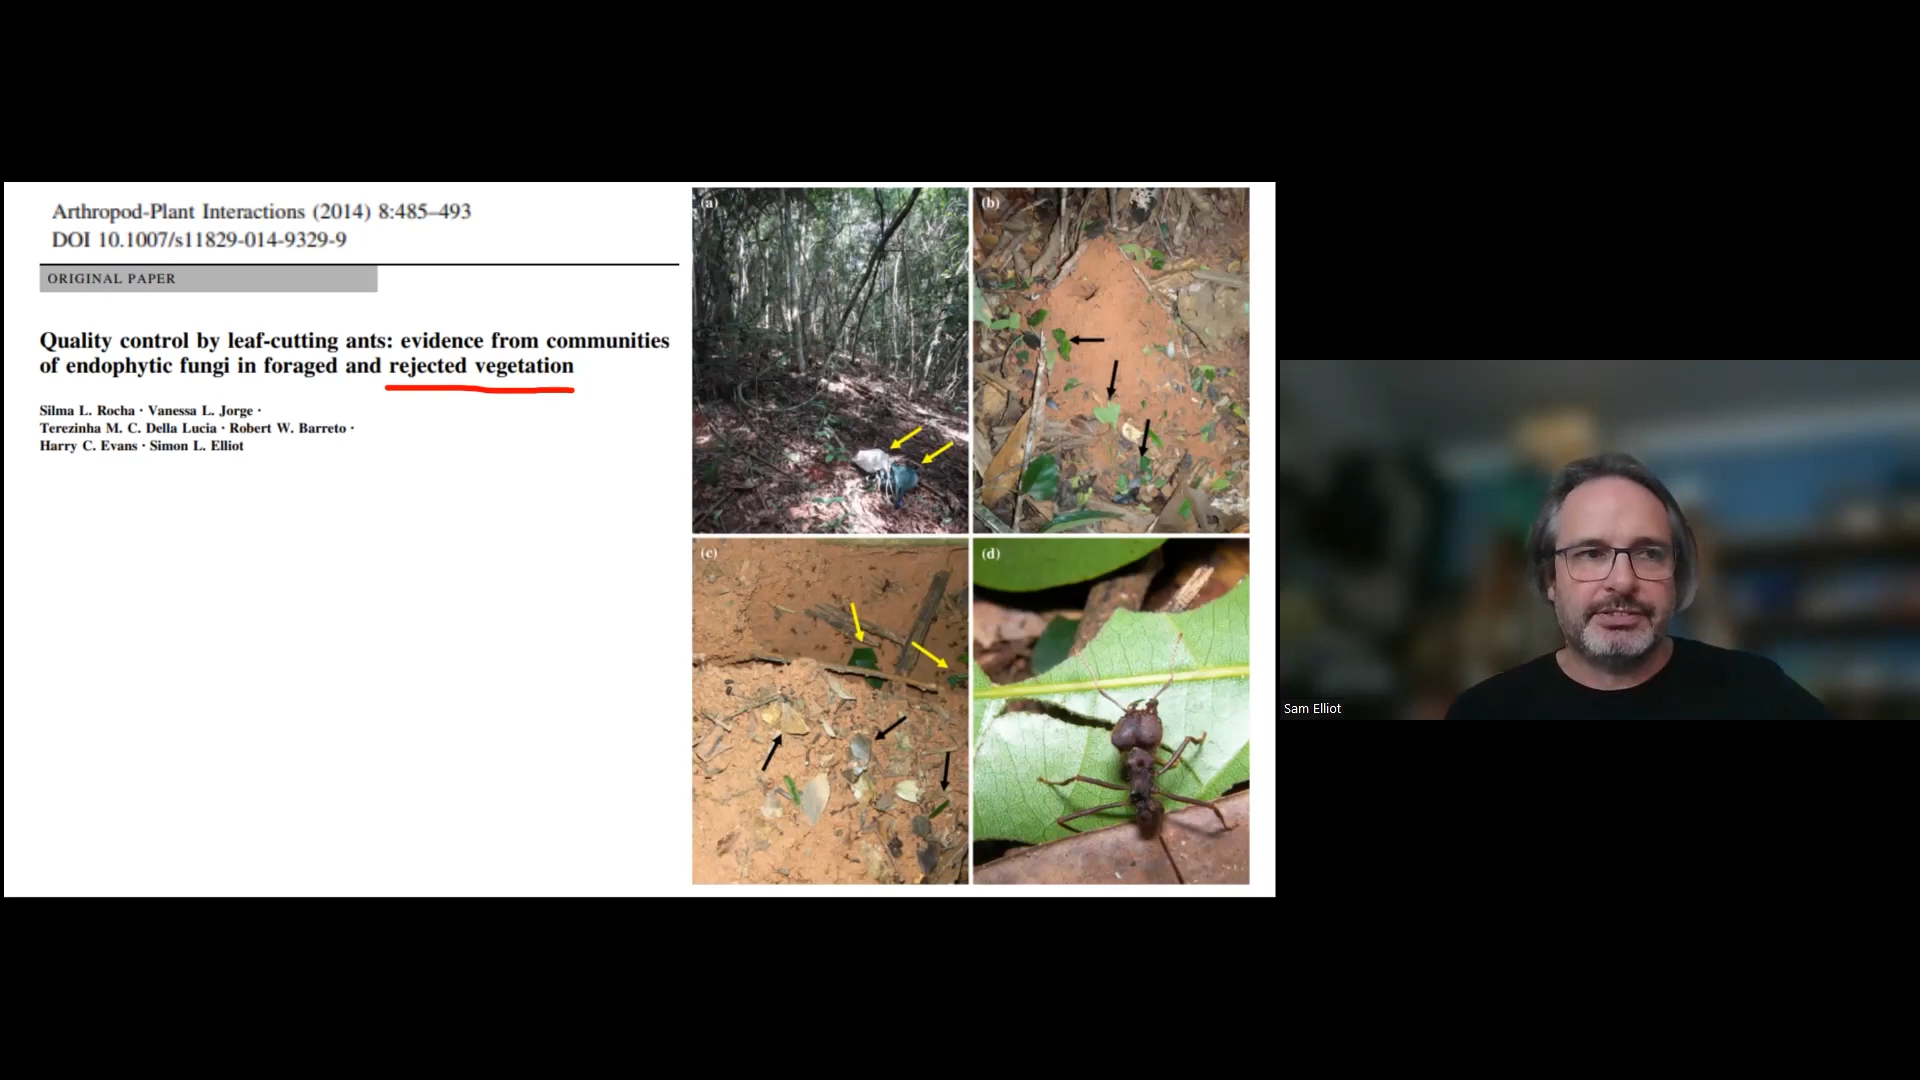 Arthropod-Plant Interactions (2014) 8:485–493
DOI 10.1007/s11829-014-9329-9
ORIGINAL PAPER
Quality control by leaf-cutting ants: evidence from communities
of endophytic fungi in foraged and rejected vegetation
Silma L. Rocha · Vanessa L. Jorge ·
Terezinha M. C. Della Lucia · Robert W. Barreto ·
Harry C. Evans · Simon L. Elliot
(a)
(b)
(c)
(d)
Sam Elliot